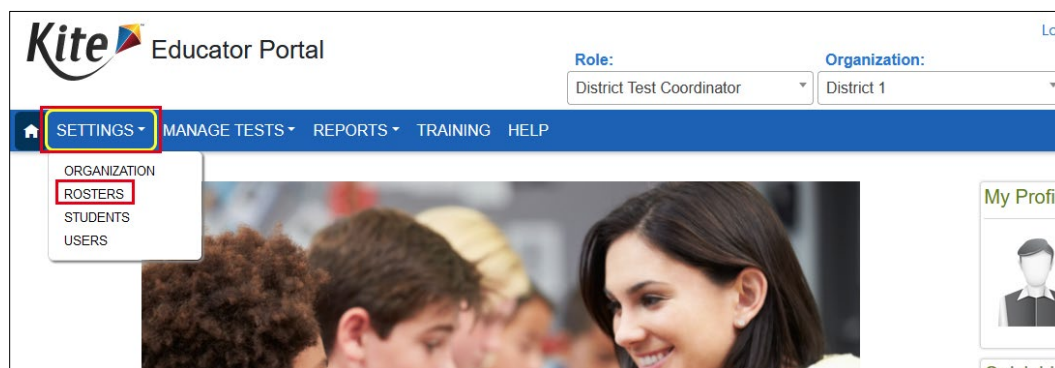 Kite Educator Portal
Lo
Role: Organization:
District Test Coordinator District 1
SETTINGS MANAGE TESTS REPORTS TRAINING HELP
ORGANIZATION
ROSTERS
STUDENTS
USERS
My Profi